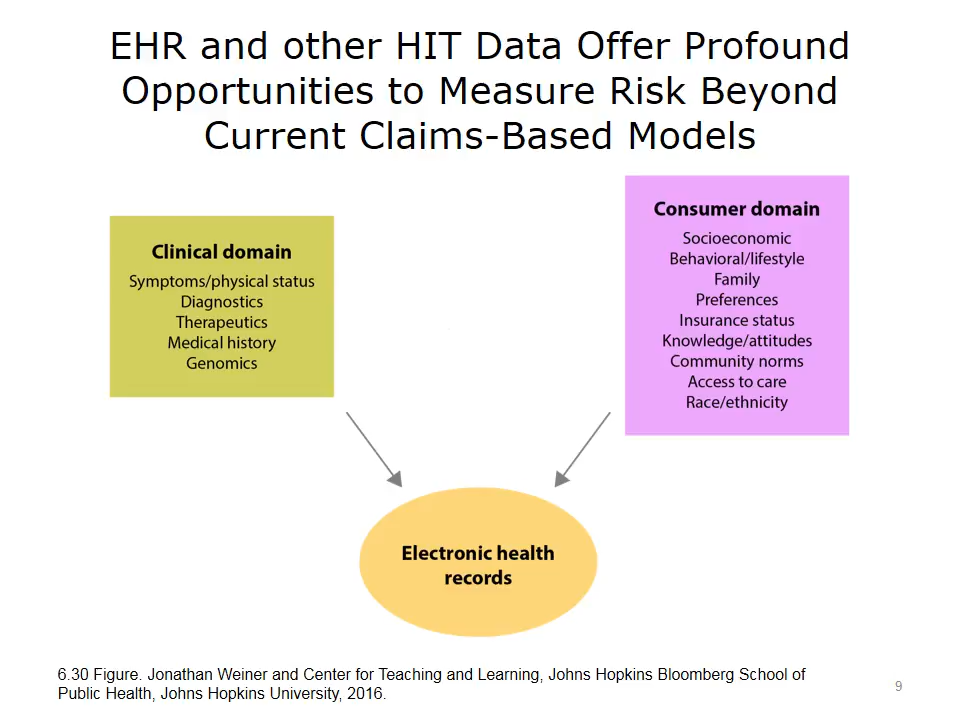 EHR and other HIT Data Offer Profound
Opportunities to Measure Risk Beyond
Current Claims-Based Models
Clinical domain
Symptoms/physical status
Diagnostics
Therapeutics
Medical history
Genomics
Consumer domain
Socioeconomic
Behavioral/lifestyle
Family
Preferences
Insurance status
Knowledge/attitudes
Community norms
Access to care
Race/ethnicity
Electronic health
records
6.30 Figure. Jonathan Weiner and Center for Teaching and Learning, Johns Hopkins Bloomberg School of
Public Health, Johns Hopkins University, 2016.
9